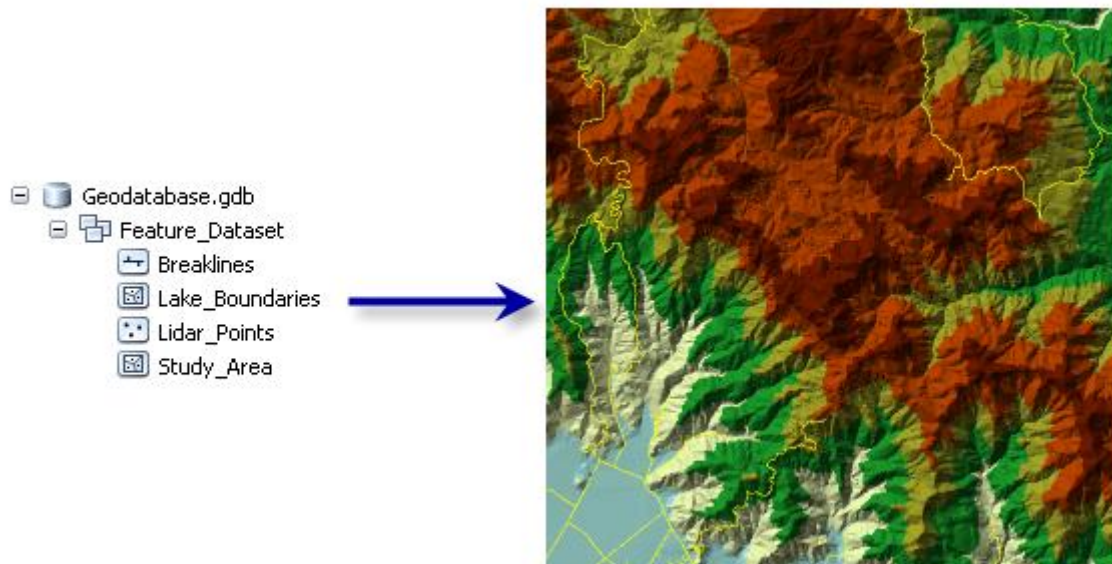 Geodatabase.gdb
Feature_Dataset
Breaklines
Lake_Boundaries
Lidar_Points
Study_Area